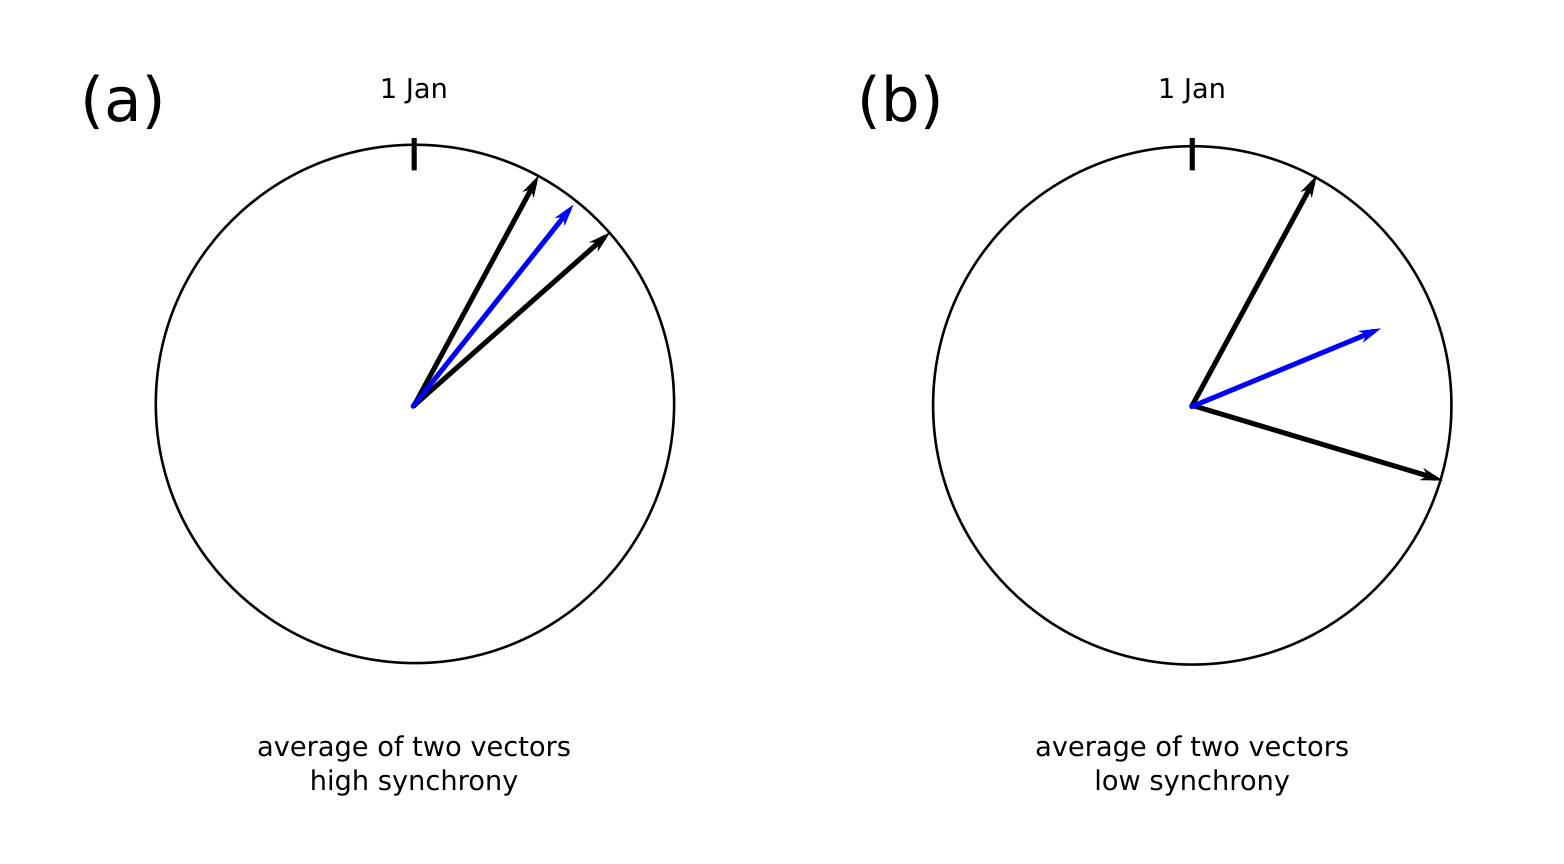 (a)
1 Jan
average of two vectors
high synchrony
(b)
1 Jan
average of two vectors
low synchrony